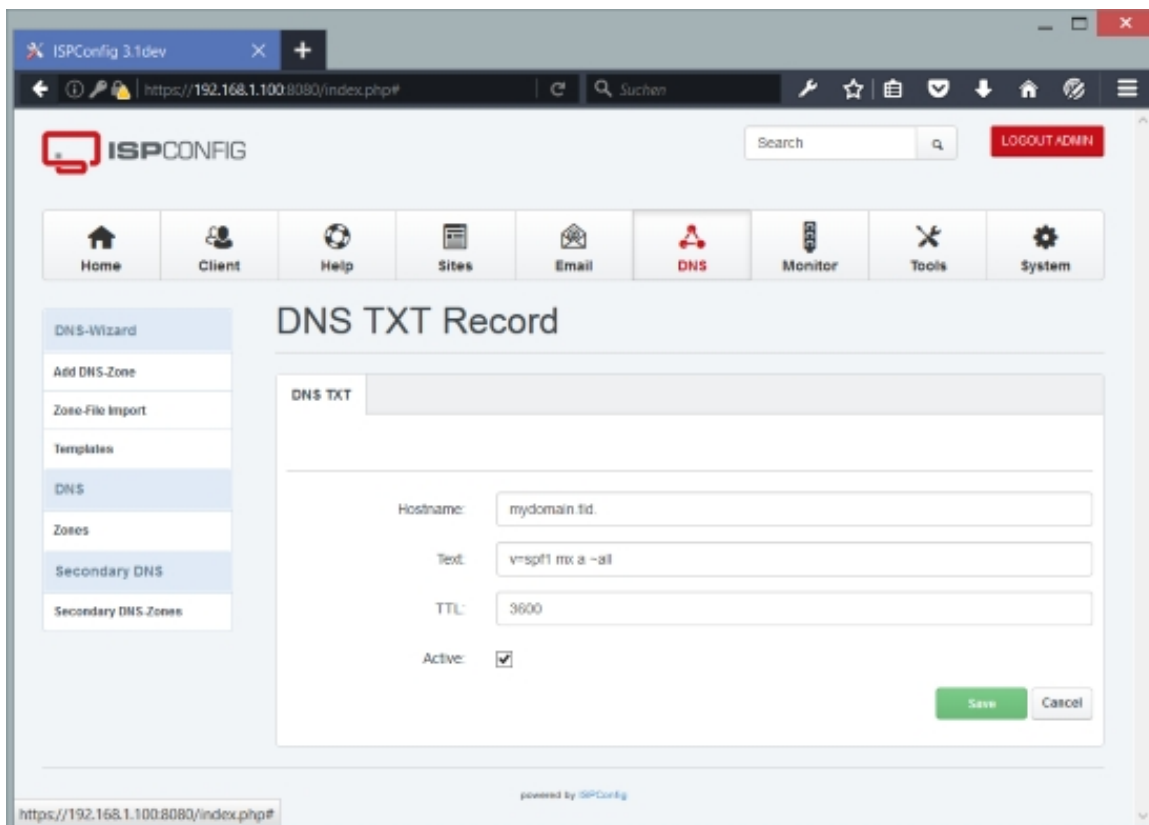 ISPConfig 3.1dev
https://192.168.1.100:8080/index.php#
Suchen
ISPCONFIG
Search
LOGOUT ADMIN
Home Client Help Sites Email DNS Monitor Tools System
DNS-Wizard
Add DNS-Zone
Zone-File Import
Templates
DNS
Zones
Secondary DNS
Secondary DNS-Zones
DNS TXT Record
DNS TXT
Hostname: mydomain.tld.
Text: v=spf1 mx a ~all
TTL: 3600
Active:
Save Cancel
powered by ISPConfig
https://192.168.1.100:8080/index.php#